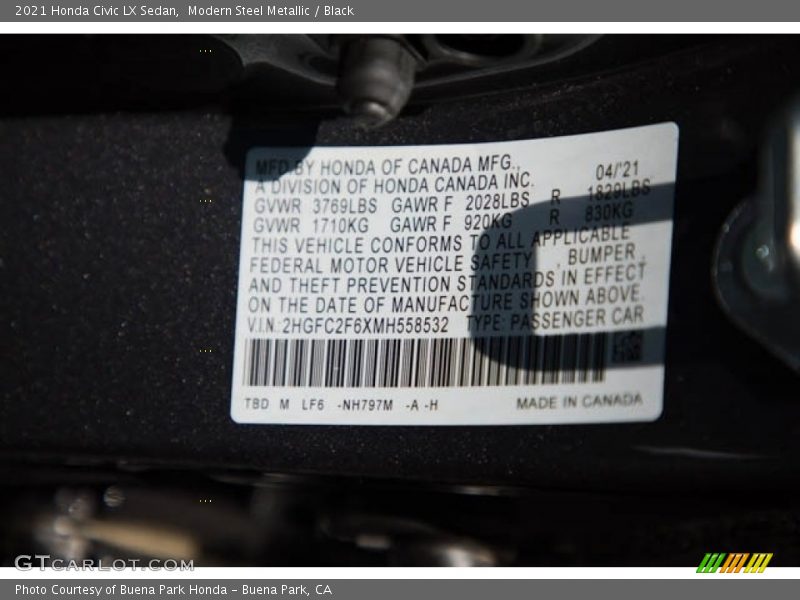 2021 Honda Civic LX Sedan,  Modern Steel Metallic / Black
MFD BY HONDA OF CANADA MFG.,
A DIVISION OF HONDA CANADA INC. 04/'21
GVWR 3769LBS GAWR F 2028LBS R 1829LBS
GVWR 1710KG GAWR F 920KG R 830KG
THIS VEHICLE CONFORMS TO ALL APPLICABLE
FEDERAL MOTOR VEHICLE SAFETY , BUMPER ,
AND THEFT PREVENTION STANDARDS IN EFFECT
ON THE DATE OF MANUFACTURE SHOWN ABOVE.
V.I.N.:2HGFC2F6XMH558532 TYPE: PASSENGER CAR
TBD M LF6 -NH797M -A -H MADE IN CANADA
GTCARLOT.COM
Photo Courtesy of Buena Park Honda – Buena Park, CA